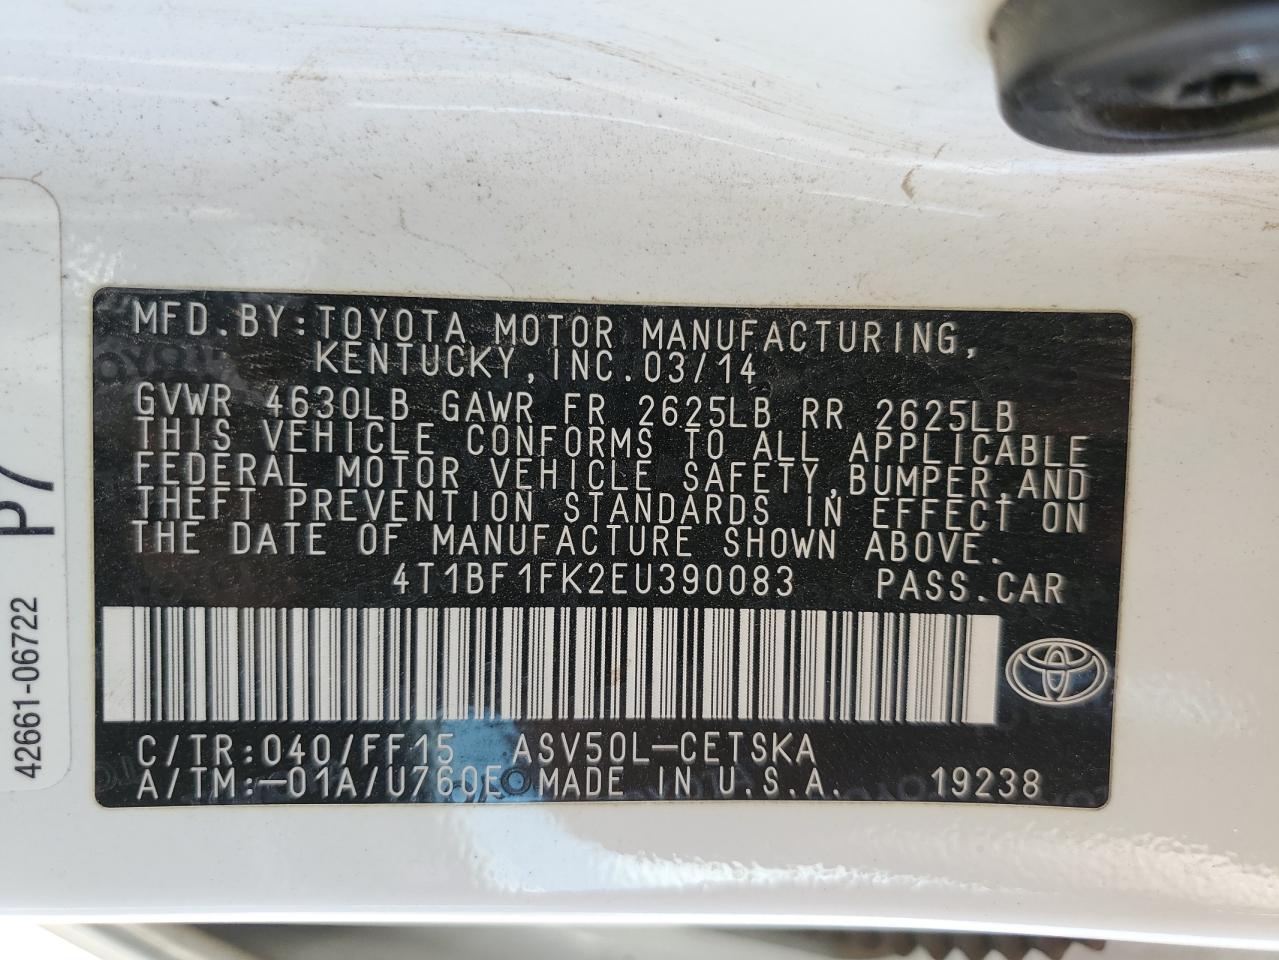 MFD.BY:TOYOTA MOTOR MANUFACTURING,
KENTUCKY,INC.03/14
GVWR 4630LB GAWR FR 2625LB RR 2625LB
THIS VEHICLE CONFORMS TO ALL APPLICABLE
FEDERAL MOTOR VEHICLE SAFETY,BUMPER,AND
THEFT PREVENTION STANDARDS IN EFFECT ON
THE DATE OF MANUFACTURE SHOWN ABOVE.
4T1BF1FK2EU390083 PASS.CAR
C/TR:040/FF15 ASV50L-CETSKA
A/TM:-01A/U760E MADE IN U.S.A. 19238
42661-06722